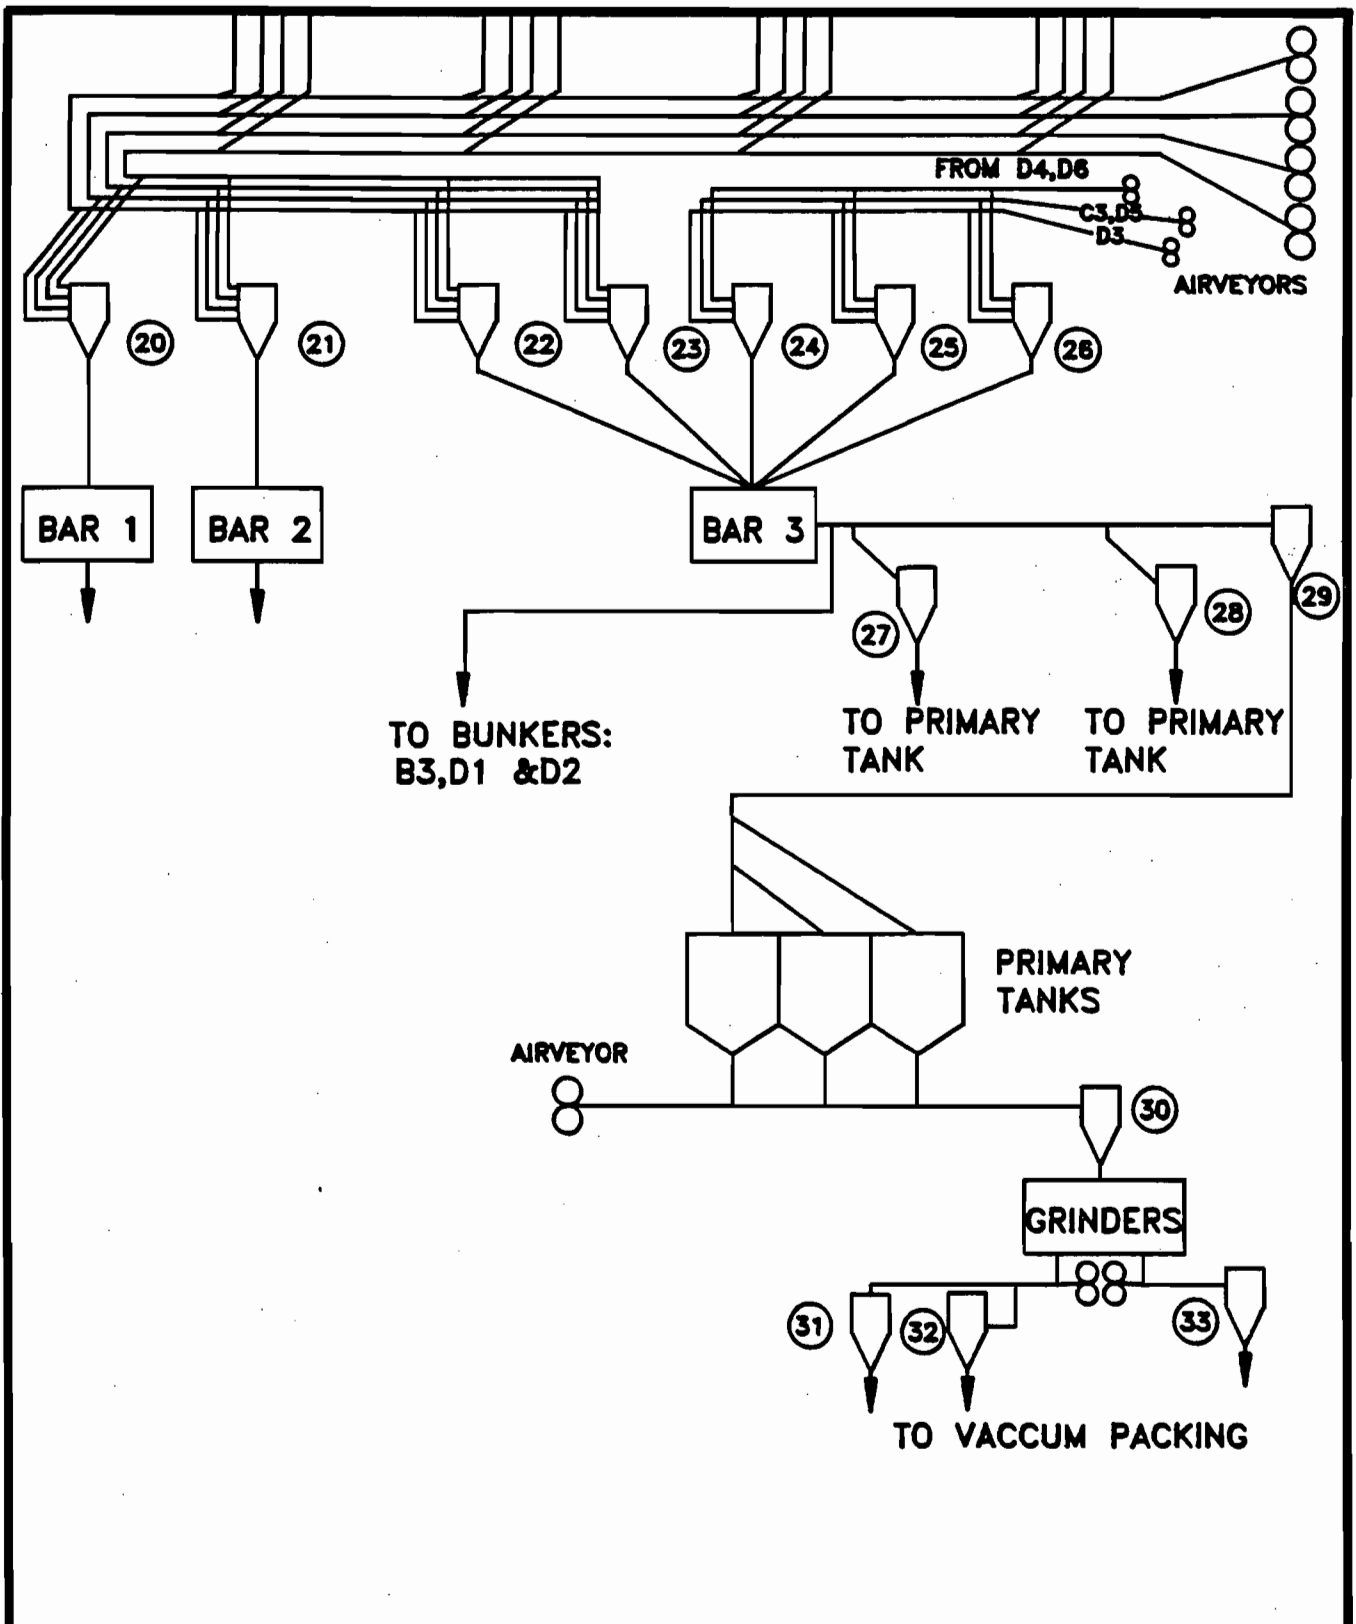 FROM D4,D6
C3,D5
D3
AIRVEYORS
20
21
22
23
24
25
26
BAR 1
BAR 2
BAR 3
27
28
29
TO BUNKERS:
B3,D1 &D2
TO PRIMARY
TANK
TO PRIMARY
TANK
PRIMARY
TANKS
AIRVEYOR
30
GRINDERS
31
32
33
TO VACCUM PACKING